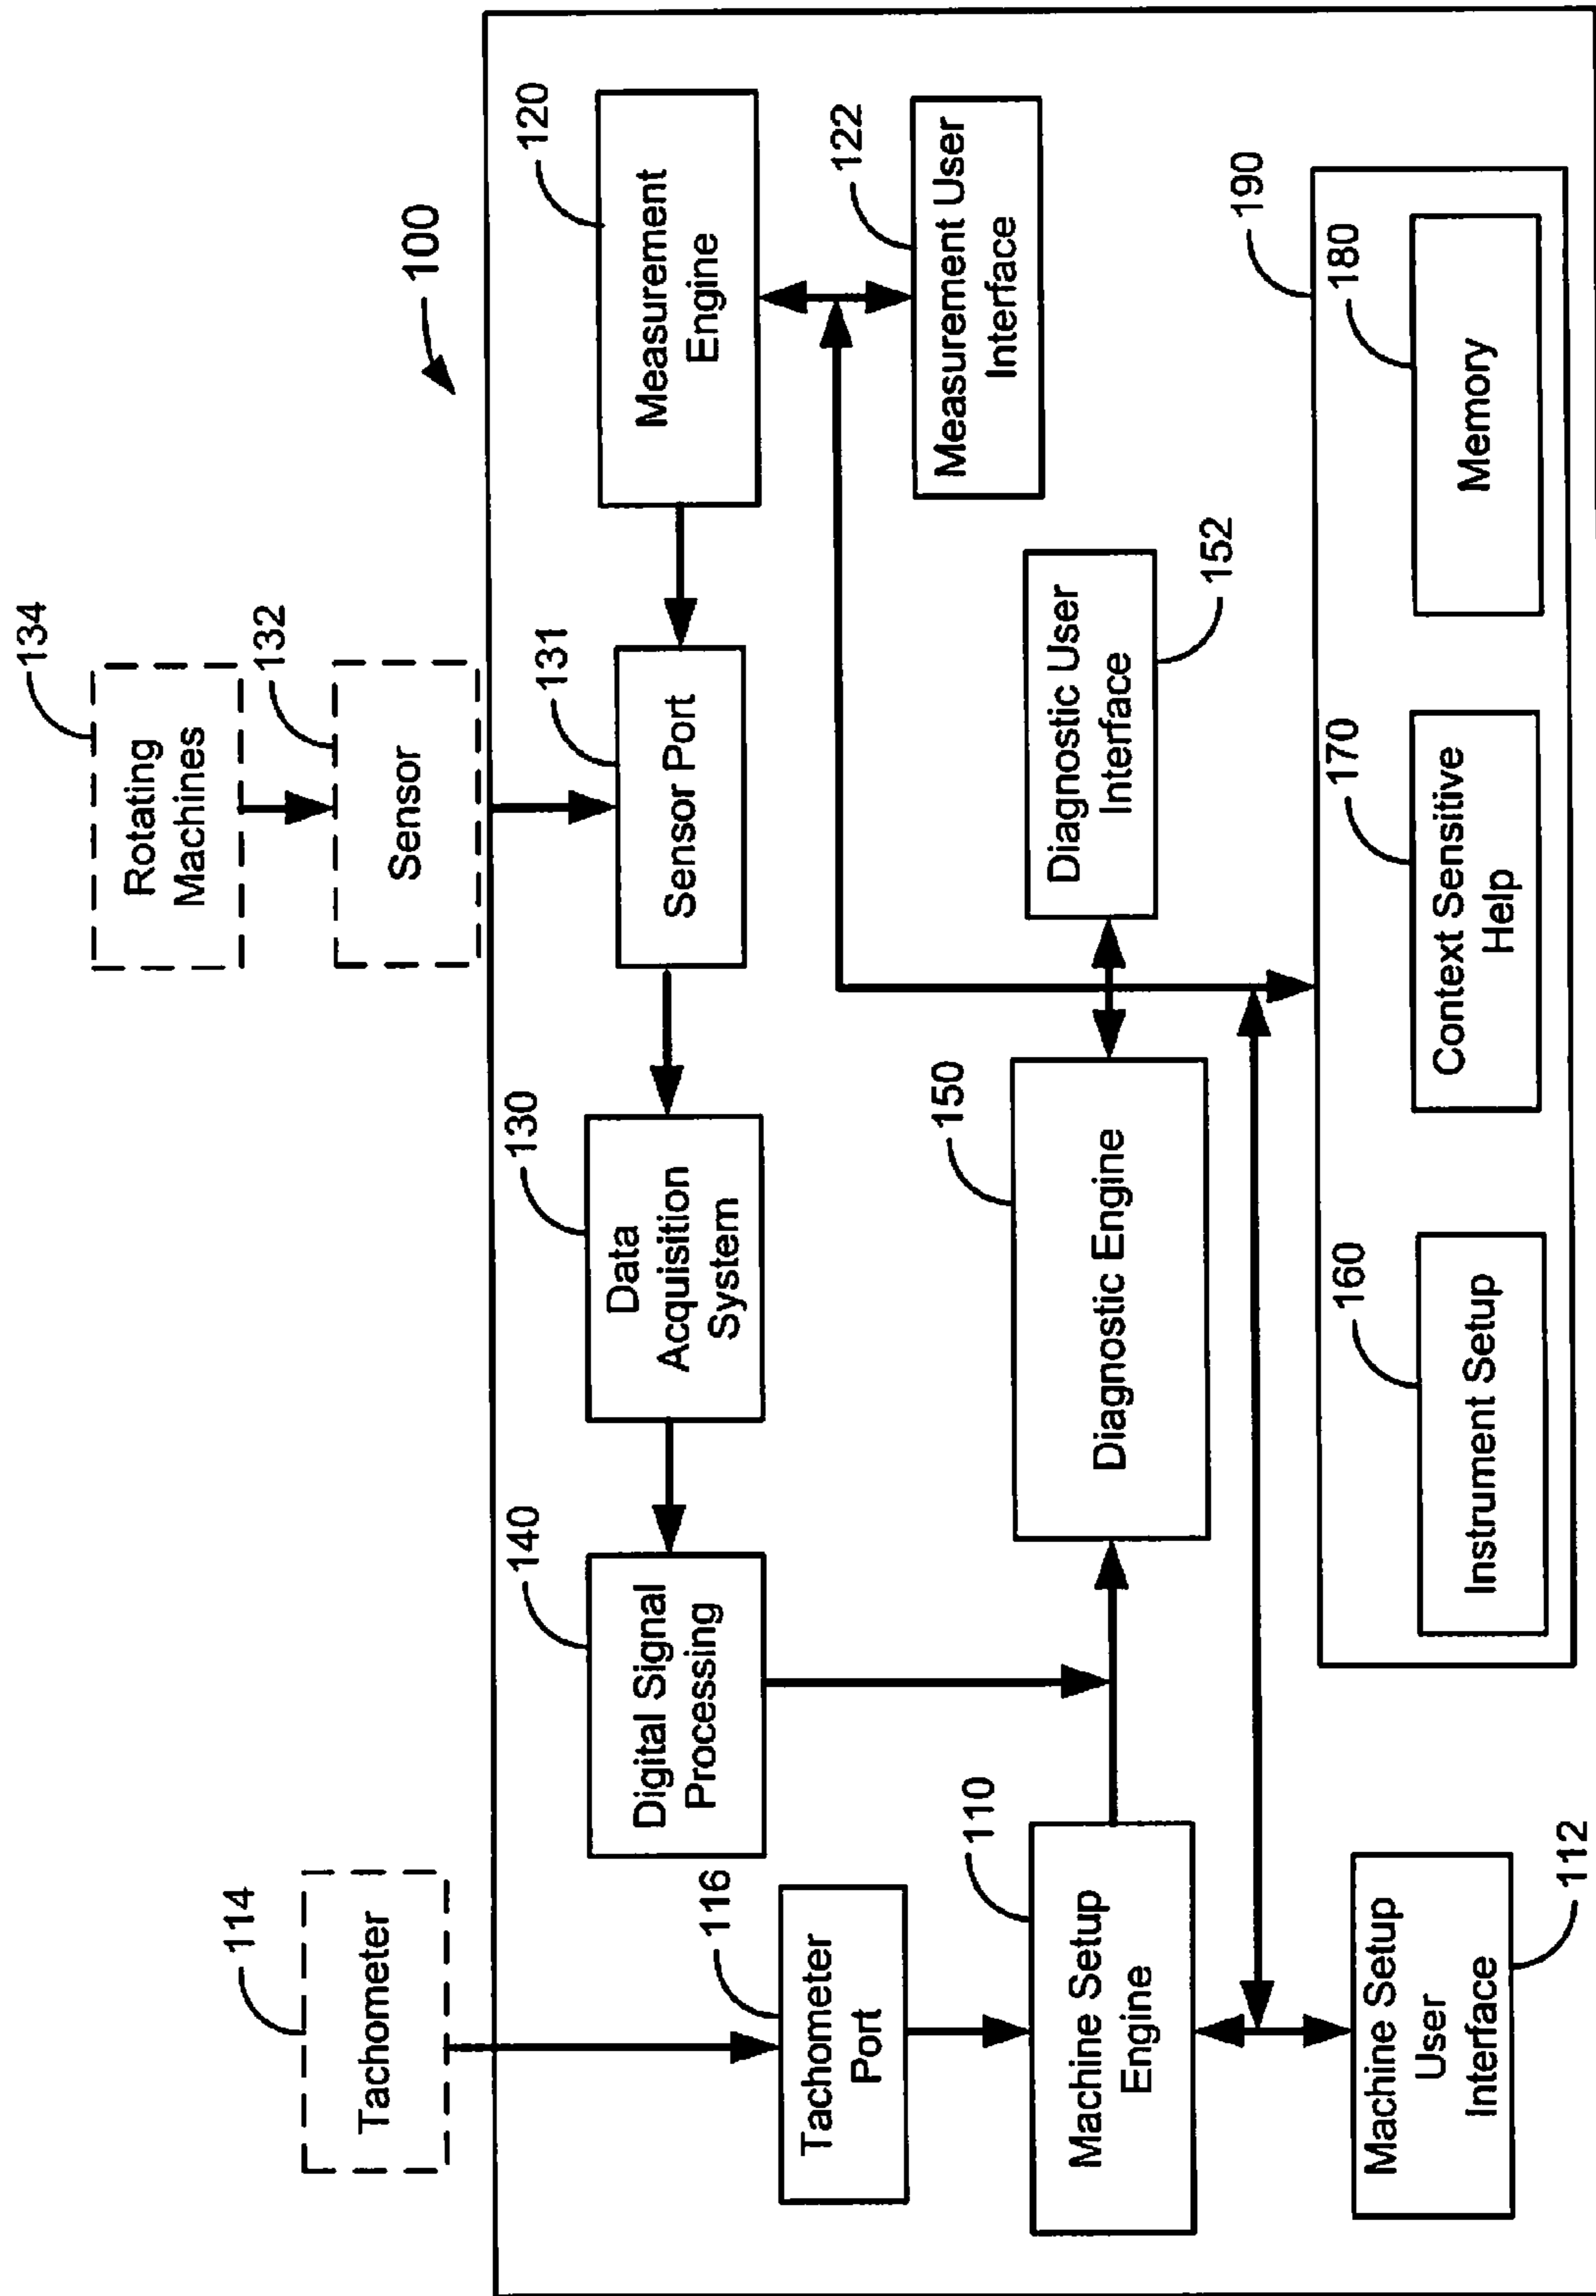 134
Rotating
Machines
132
Sensor
114
Tachometer
100
120
Measurement
Engine
131
Sensor Port
130
Data
Acquisition
System
140
Digital Signal
Processing
116
Tachometer
Port
122
Measurement User
Interface
152
Diagnostic User
Interface
150
Diagnostic Engine
110
Machine Setup
Engine
112
Machine Setup
User
Interface
190
160
Instrument Setup
170
Context Sensitive
Help
180
Memory